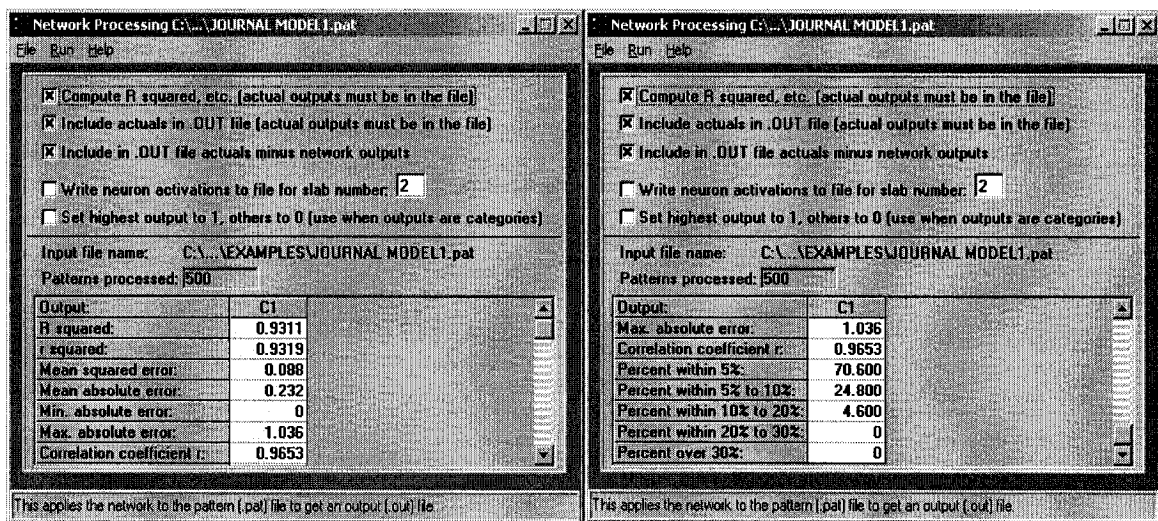 Network Processing C:\...\JOURNAL MODEL1.pat
File Run Help
Compute R squared, etc. (actual outputs must be in the file)
Include actuals in .OUT file (actual outputs must be in the file)
Include in .OUT file actuals minus network outputs
Write neuron activations to file for slab number: 2
Set highest output to 1, others to 0 (use when outputs are categories)
Input file name: C:\...\EXAMPLES\JOURNAL MODEL1.pat
Patterns processed: 500
Output: C1
R squared: 0.9311
r squared: 0.9319
Mean squared error: 0.088
Mean absolute error: 0.232
Min. absolute error: 0
Max. absolute error: 1.036
Correlation coefficient r: 0.9653
This applies the network to the pattern (.pat) file to get an output (.out) file.
Network Processing C:\...\JOURNAL MODEL1.pat
File Run Help
Compute R squared, etc. (actual outputs must be in the file)
Include actuals in .OUT file (actual outputs must be in the file)
Include in .OUT file actuals minus network outputs
Write neuron activations to file for slab number: 2
Set highest output to 1, others to 0 (use when outputs are categories)
Input file name: C:\...\EXAMPLES\JOURNAL MODEL1.pat
Patterns processed: 500
Output: C1
Max. absolute error: 1.036
Correlation coefficient r: 0.9653
Percent within 5%: 70.600
Percent within 5% to 10%: 24.800
Percent within 10% to 20%: 4.600
Percent within 20% to 30%: 0
Percent over 30%: 0
This applies the network to the pattern (.pat) file to get an output (.out) file.